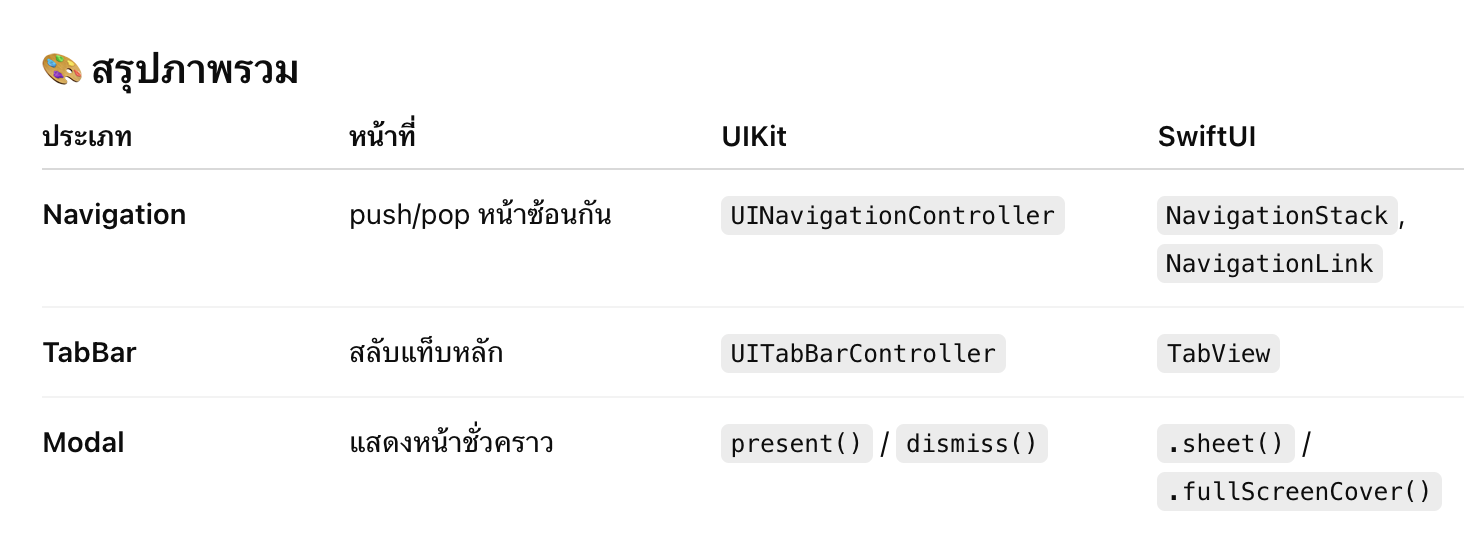 🎨 สรุปภาพรวม
ประเภท หน้าที่ UIKit SwiftUI
Navigation push/pop หน้าซ้อนกัน UINavigationController NavigationStack,
NavigationLink
TabBar สลับแท็บหลัก UITabBarController TabView
Modal แสดงหน้าชั่วคราว present() / dismiss() .sheet() /
.fullScreenCover()